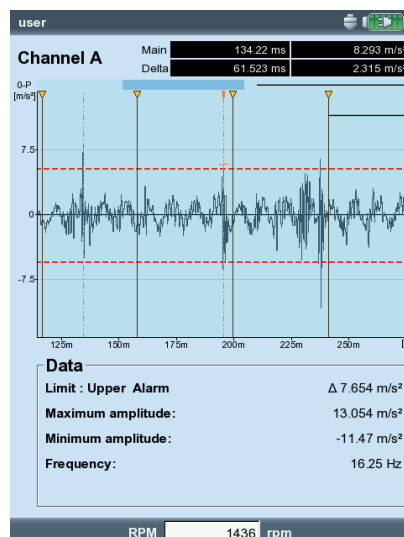 user
Channel A
Main 134.22 ms 8.293 m/s²
Delta 61.523 ms 2.315 m/s²
0-P
[m/s²]
7.5
0
-7.5
125m 150m 175m 200m 225m 250m
Data
Limit : Upper Alarm Δ 7.654 m/s²
Maximum amplitude: 13.054 m/s²
Minimum amplitude: -11.47 m/s²
Frequency: 16.25 Hz
RPM 1436 rpm